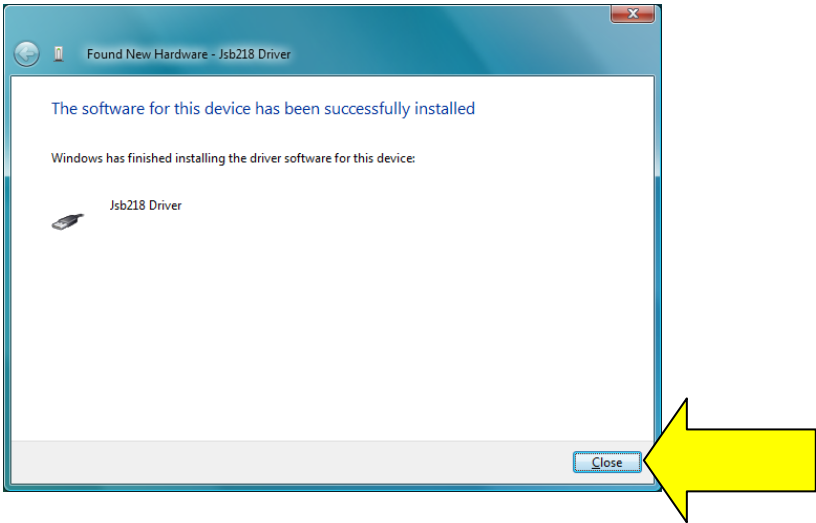 Found New Hardware - Jsb218 Driver
The software for this device has been successfully installed
Windows has finished installing the driver software for this device:
Jsb218 Driver
Close